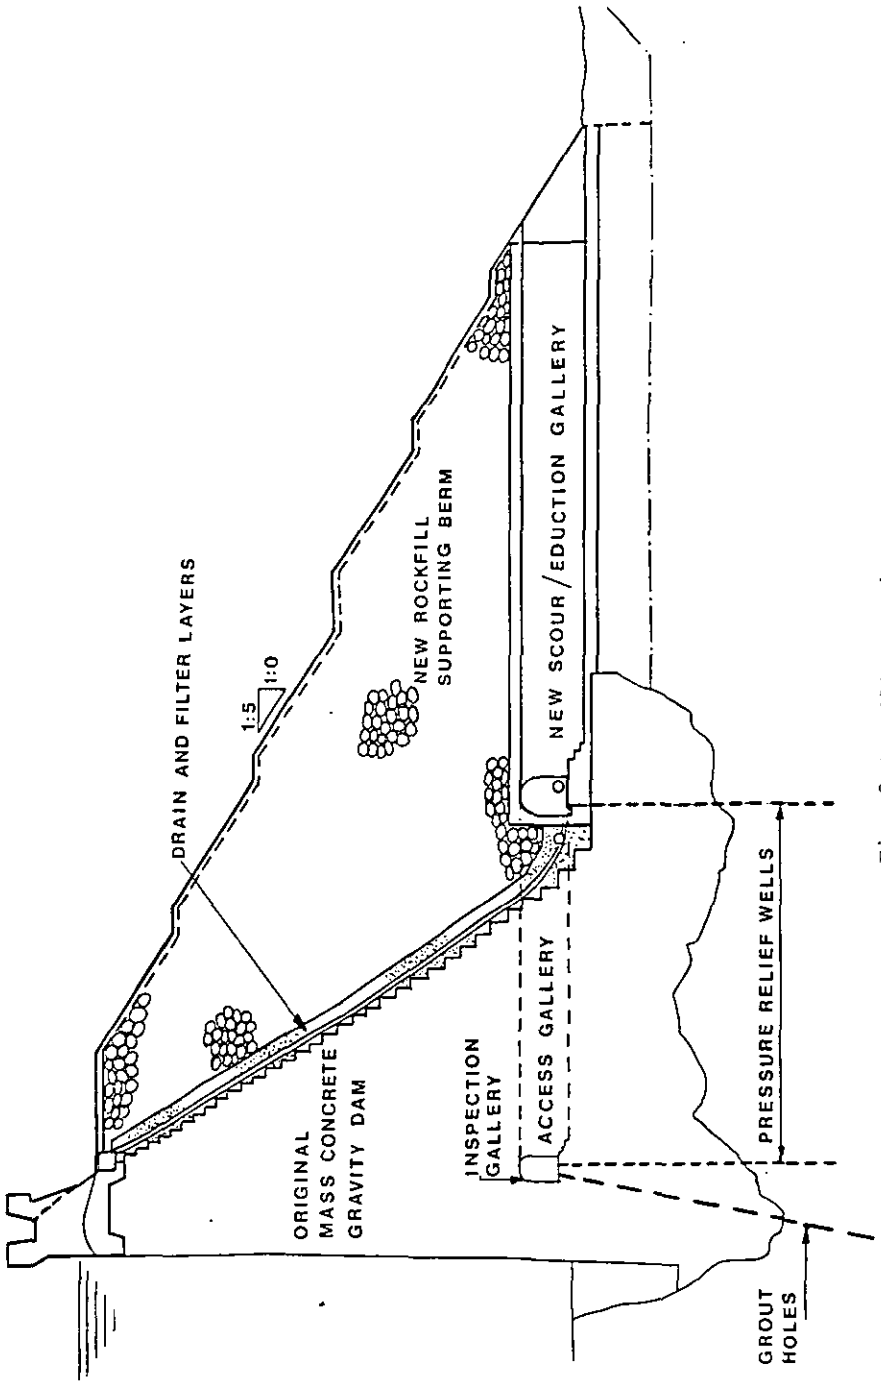 DRAIN AND FILTER LAYERS
1:5
1:0
NEW ROCKFILL
SUPPORTING BERM
ORIGINAL
MASS CONCRETE
GRAVITY DAM
INSPECTION
GALLERY
ACCESS GALLERY
NEW SCOUR/EDUCTION GALLERY
PRESSURE RELIEF WELLS
GROUT
HOLES